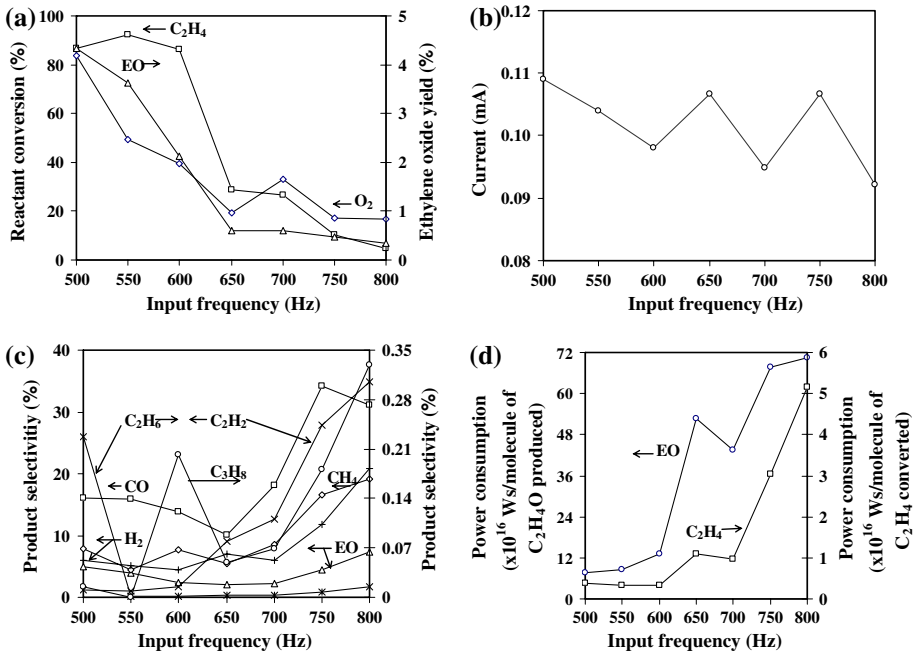 (a)
100
80
60
40
20
0
Reactant conversion (%)
5
4
3
2
1
0
Ethylene oxide yield (%)
C2H4
EO
O2
500 550 600 650 700 750 800
Input frequency (Hz)
(b)
0.12
0.11
0.10
0.09
0.08
Current (mA)
500 550 600 650 700 750 800
Input frequency (Hz)
(c)
40
30
20
10
0
Product selectivitiy (%)
0.35
0.28
0.21
0.14
0.07
0
Product selectivity (%)
C2H6
C2H2
C3H8
CH4
CO
H2
EO
500 550 600 650 700 750 800
Input frequency (Hz)
(d)
72
60
48
36
24
12
0
Power consumption
(x10^16 Ws/molecule of
C2H4O produced)
6
5
4
3
2
1
0
Power consumption
(x10^16 Ws/molecule of
C2H4 converted)
EO
C2H4
500 550 600 650 700 750 800
Input frequency (Hz)